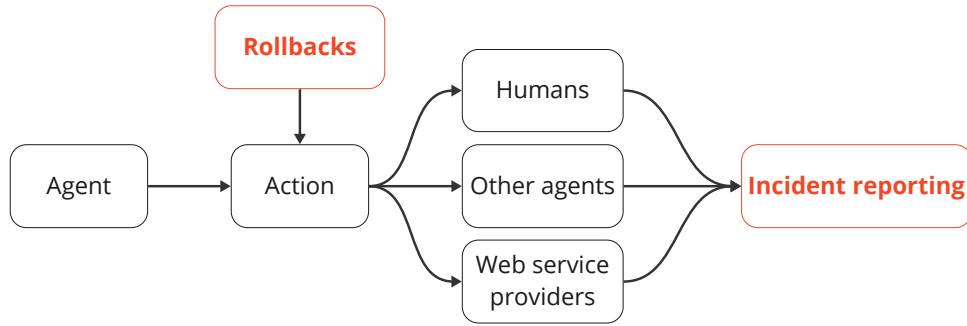 Rollbacks
Humans
Agent
Action
Other agents
Incident reporting
Web service
providers